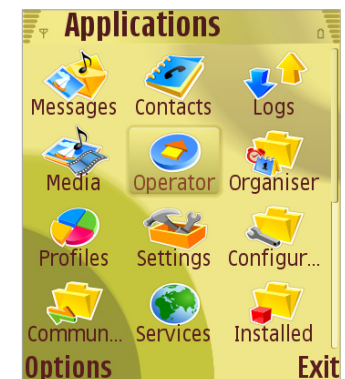 Applications
Messages Contacts Logs
Media Operator Organiser
Profiles Settings Configur...
Commun... Services Installed
Options Exit